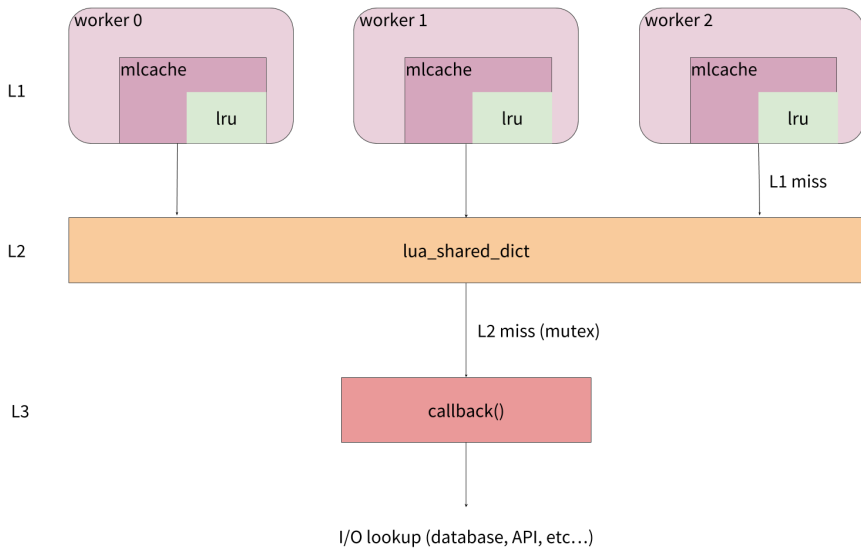 worker 0
worker 1
worker 2
mlcache
mlcache
mlcache
L1
lru
lru
lru
L1 miss
L2
lua_shared_dict
L2 miss (mutex)
L3
callback()
I/O lookup (database, API, etc…)